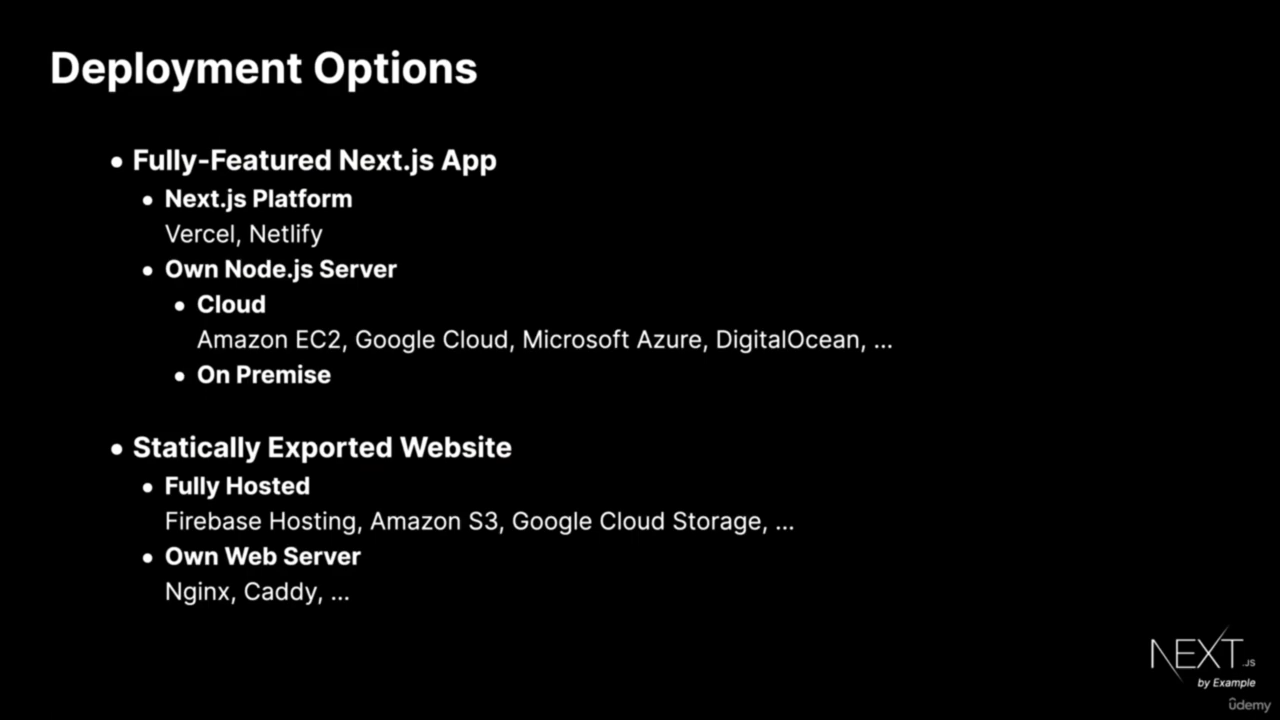 Deployment Options
• Fully-Featured Next.js App
• Next.js Platform
Vercel, Netlify
• Own Node.js Server
• Cloud
Amazon EC2, Google Cloud, Microsoft Azure, DigitalOcean, ...
• On Premise
• Statically Exported Website
• Fully Hosted
Firebase Hosting, Amazon S3, Google Cloud Storage, ...
• Own Web Server
Nginx, Caddy, ...
NEXT.JS
by Example
ûdemy